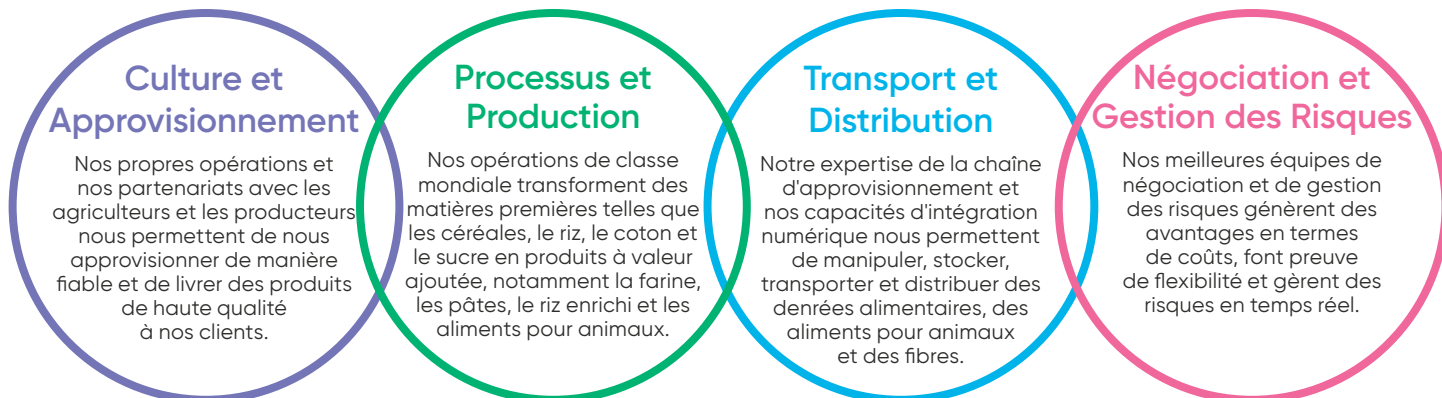 Culture et
Approvisionnement
Nos propres opérations et
nos partenariats avec les
agriculteurs et les producteurs
nous permettent de nous
approvisionner de manière
fiable et de livrer des produits
de haute qualité
à nos clients.
Processus et
Production
Nos opérations de classe
mondiale transforment des
matières premières telles que
les céréales, le riz, le coton et
le sucre en produits à valeur
ajoutée, notamment la farine,
les pâtes, le riz enrichi et les
aliments pour animaux.
Transport et
Distribution
Notre expertise de la chaîne
d'approvisionnement et
nos capacités d'intégration
numérique nous permettent
de manipuler, stocker,
transporter et distribuer des
denrées alimentaires, des
aliments pour animaux
et des fibres.
Négociation et
Gestion des Risques
Nos meilleures équipes de
négociation et de gestion
des risques génèrent des
avantages en termes
de coûts, font preuve
de flexibilité et gèrent des
risques en temps réel.